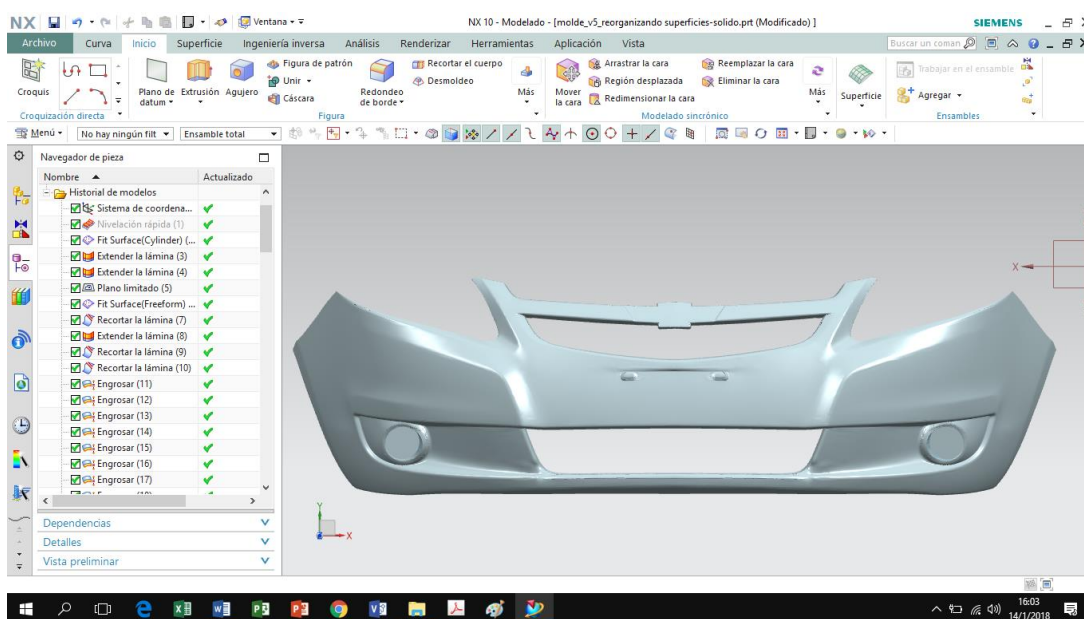 NX Ventana NX 10 - Modelado - [molde_v5_reorganizando superficies-solido.prt (Modificado) ] SIEMENS
Archivo Curva Inicio Superficie Ingeniería inversa Análisis Renderizar Herramientas Aplicación Vista Buscar un coman
Croquis
Plano de datum
Extrusión
Agujero
Figura de patrón
Unir
Cáscara
Redondeo de borde
Recortar el cuerpo
Desmoldeo
Más
Mover la cara
Arrastrar la cara
Región desplazada
Redimensionar la cara
Reemplazar la cara
Eliminar la cara
Más
Superficie
Trabajar en el ensamble
Agregar
Croquización directa Figura Modelado sincrónico Ensambles
Menú No hay ningún filt Ensamble total
Navegador de pieza
Nombre Actualizado
Historial de modelos
Sistema de coordena...
Nivelación rápida (1)
Fit Surface(Cylinder) (...
Extender la lámina (3)
Extender la lámina (4)
Plano limitado (5)
Fit Surface(Freeform) ...
Recortar la lámina (7)
Extender la lámina (8)
Recortar la lámina (9)
Recortar la lámina (10)
Engrosar (11)
Engrosar (12)
Engrosar (13)
Engrosar (14)
Engrosar (15)
Engrosar (16)
Engrosar (17)
Dependencias
Detalles
Vista preliminar
X
Y
X
16:03
14/1/2018